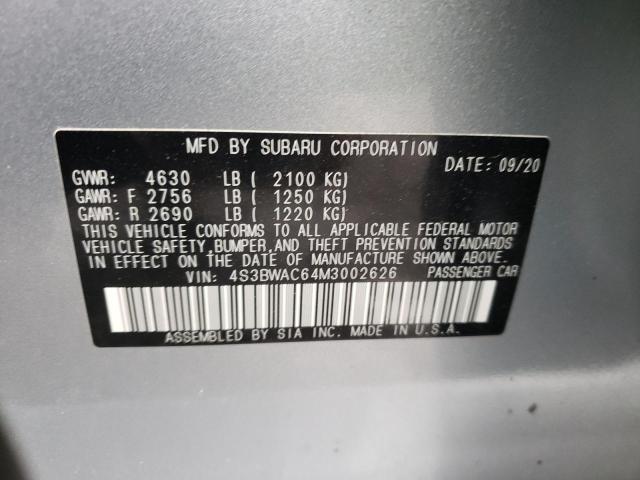 MFD BY SUBARU CORPORATION
DATE: 09/20
GVWR: 4630 LB ( 2100 KG)
GAWR: F 2756 LB ( 1250 KG)
GAWR: R 2690 LB ( 1220 KG)
THIS VEHICLE CONFORMS TO ALL APPLICABLE FEDERAL MOTOR
VEHICLE SAFETY, BUMPER, AND THEFT PREVENTION STANDARDS
IN EFFECT ON THE DATE OF MANUFACTURE SHOWN ABOVE.
VIN: 4S3BWAC64M3002626 PASSENGER CAR
ASSEMBLED BY SIA INC. MADE IN U.S.A.